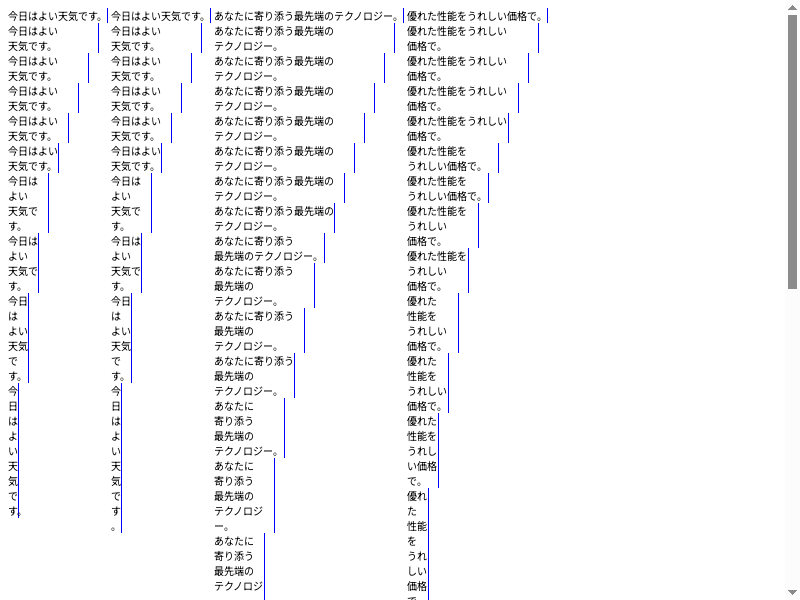 今日はよい天気です。
今日はよい
天気です。
今日はよい
天気です。
今日はよい
天気です。
今日はよい
天気です。
今日はよい
天気です。
今日は
よい
天気で
す。
今日は
よい
天気で
す。
今日
は
よい
天気
で
す。
今
日
は
よ
い
天
気
で
す。
今日はよい天気です。
今日はよい
天気です。
今日はよい
天気です。
今日はよい
天気です。
今日はよい
天気です。
今日はよい
天気です。
今日は
よい
天気で
す。
今日は
よい
天気で
す。
今日
は
よい
天気
で
す。
今
日
は
よ
い
天
気
で
す
。
あなたに寄り添う最先端のテクノロジー。
あなたに寄り添う最先端の
テクノロジー。
あなたに寄り添う最先端の
テクノロジー。
あなたに寄り添う最先端の
テクノロジー。
あなたに寄り添う最先端の
テクノロジー。
あなたに寄り添う最先端の
テクノロジー。
あなたに寄り添う最先端の
テクノロジー。
あなたに寄り添う最先端の
テクノロジー。
あなたに寄り添う
最先端のテクノロジー。
あなたに寄り添う
最先端の
テクノロジー。
あなたに寄り添う
最先端の
テクノロジー。
あなたに寄り添う
最先端の
テクノロジー。
あなたに
寄り添う
最先端の
テクノロジー。
あなたに
寄り添う
最先端の
テクノロジ
ー。
あなたに
寄り添う
最先端の
テクノロジ
優れた性能をうれしい価格で。
優れた性能をうれしい
価格で。
優れた性能をうれしい
価格で。
優れた性能をうれしい
価格で。
優れた性能をうれしい
価格で。
優れた性能を
うれしい価格で。
優れた性能を
うれしい価格で。
優れた性能を
うれしい
価格で。
優れた性能を
うれしい
価格で。
優れた
性能を
うれしい
価格で。
優れた
性能を
うれしい
価格で。
優れた
性能を
うれし
い価格
で。
優れ
た
性能
を
うれ
しい
価格